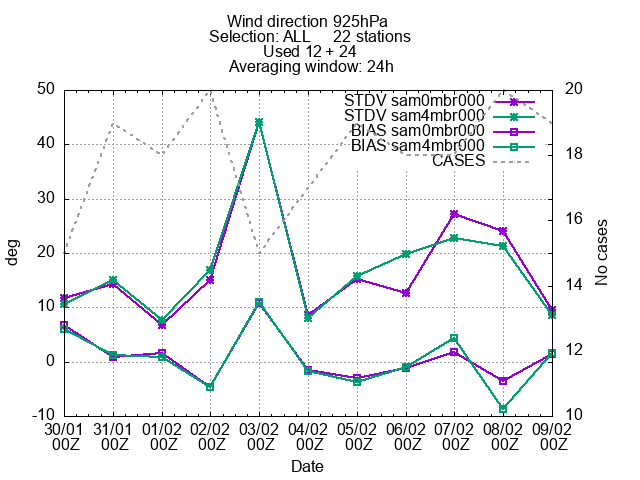 Wind direction 925hPa
Selection: ALL 22 stations
Used 12 + 24
Averaging window: 24h
STDV sam0mbr000
STDV sam4mbr000
BIAS sam0mbr000
BIAS sam4mbr000
CASES
50
40
30
20
10
0
-10
deg
20
18
16
14
12
10
No cases
30/01 31/01 01/02 02/02 03/02 04/02 05/02 06/02 07/02 08/02 09/02
00Z 00Z 00Z 00Z 00Z 00Z 00Z 00Z 00Z 00Z 00Z
Date